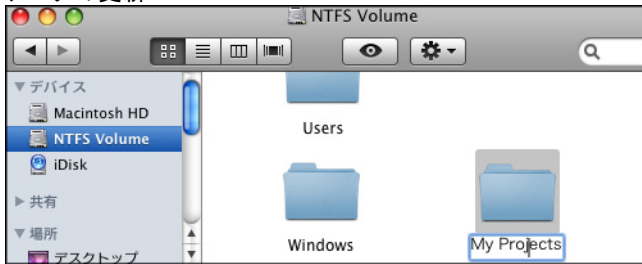 NTFS Volume
デバイス
Macintosh HD
NTFS Volume
iDisk
共有
場所
デスクトップ
Users
Windows
My Projects